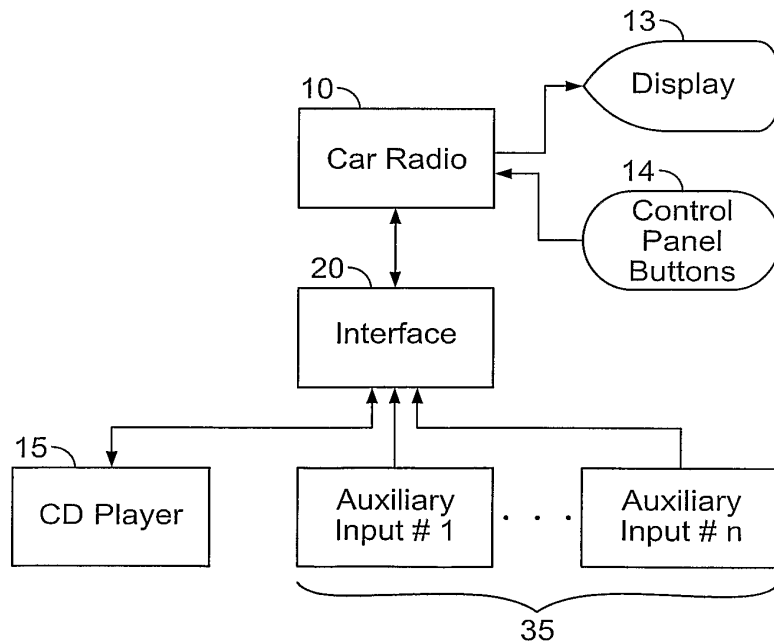 13
Display
10
Car Radio
14
Control
Panel
Buttons
20
Interface
15
CD Player
Auxiliary
Input # 1
. . .
Auxiliary
Input # n
35